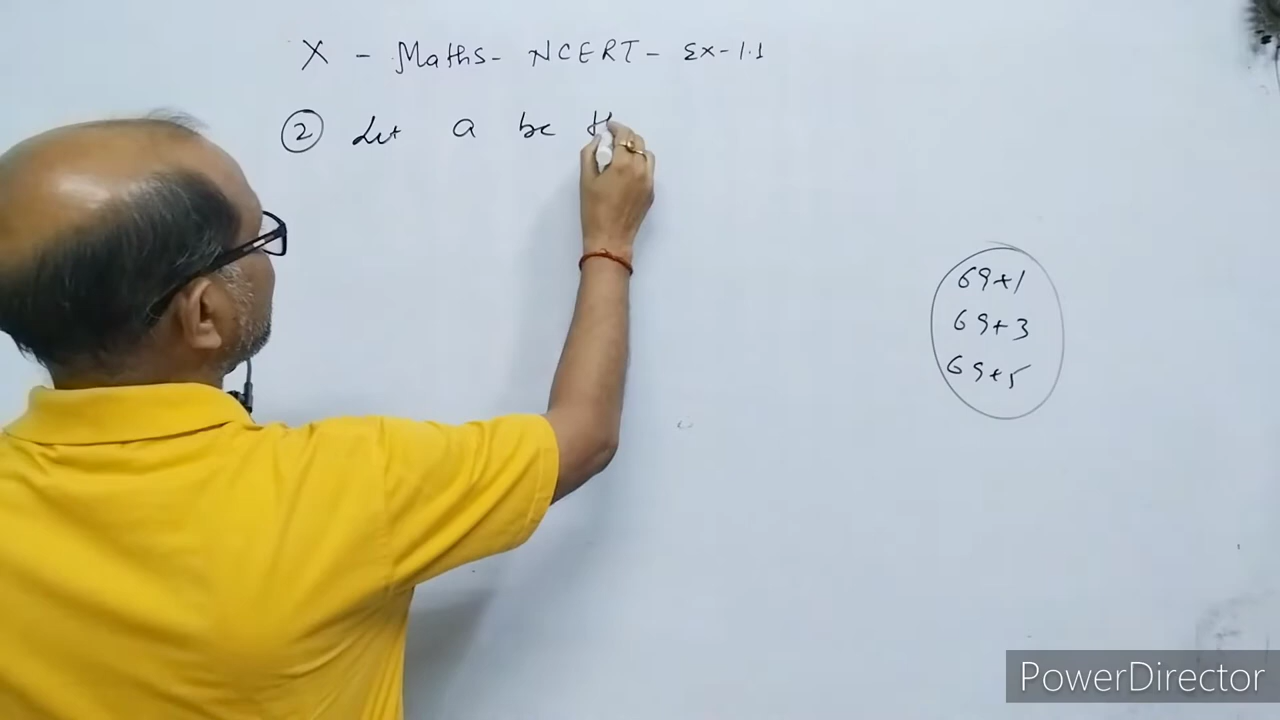 X - Maths - NCERT - Ex-1.1
② Let a be
6q+1
6q+3
6q+5
PowerDirector